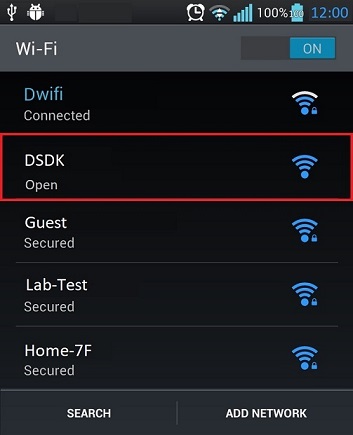 100% 12:00
Wi-Fi ON
Dwifi
Connected
DSDK
Open
Guest
Secured
Lab-Test
Secured
Home-7F
Secured
SEARCH ADD NETWORK